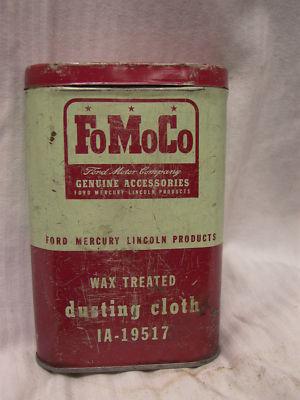 FoMoCo
Ford Motor Company
GENUINE ACCESSORIES
FORD MERCURY LINCOLN PRODUCTS
FORD MERCURY LINCOLN PRODUCTS
WAX TREATED
dusting cloth
IA-19517